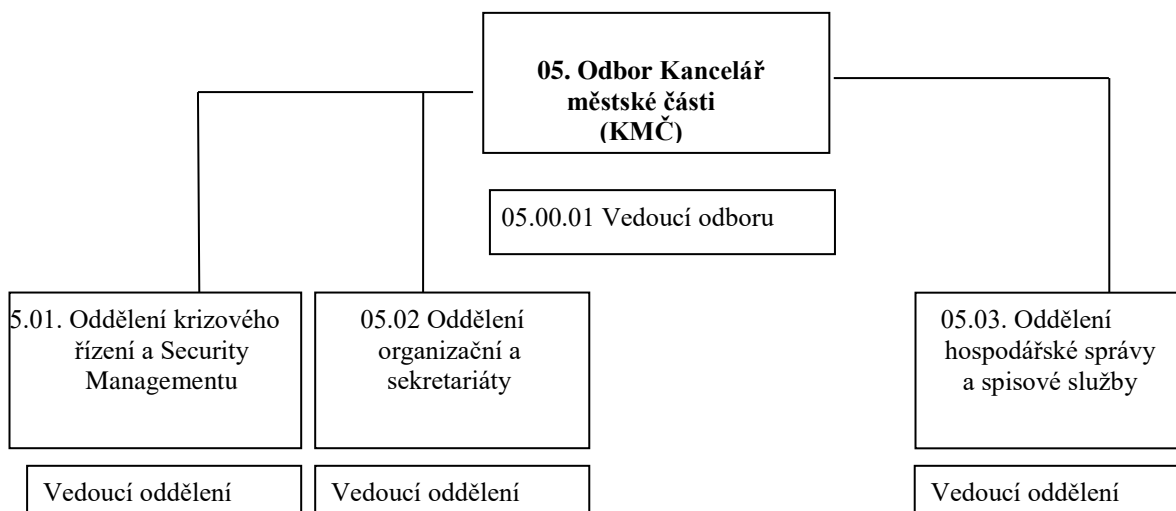 05. Odbor Kancelář
městské části
(KMČ)
05.00.01 Vedoucí odboru
5.01. Oddělení krizového
řízení a Security
Managementu
05.02 Oddělení
organizační a
sekretariáty
05.03. Oddělení
hospodářské správy
a spisové služby
Vedoucí oddělení
Vedoucí oddělení
Vedoucí oddělení